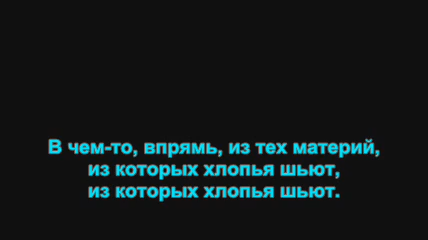 В чем-то, впрямь, из тех материй,
из которых хлопья шьют,
из которых хлопья шьют.